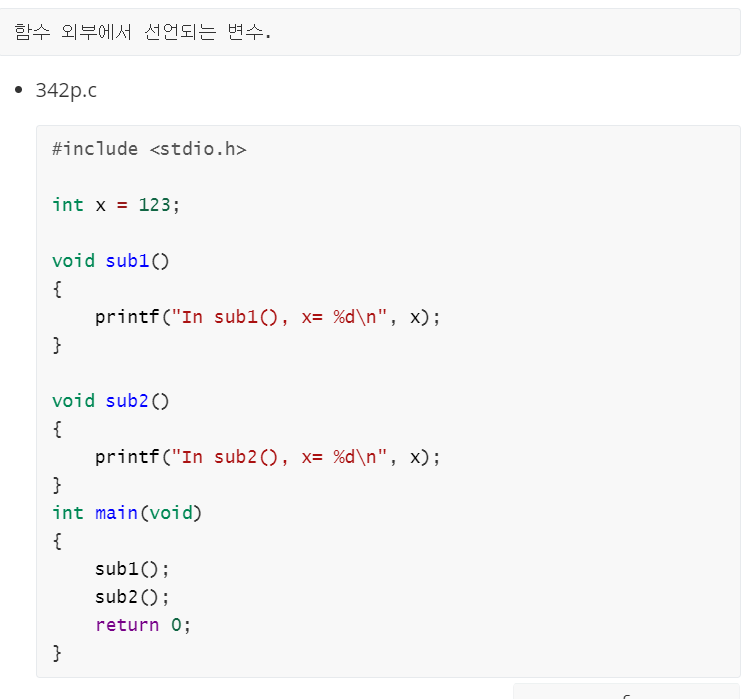 함수 외부에서 선언되는 변수.
342p.c
#include <stdio.h>
int x = 123;
void sub1()
{
    printf("In sub1(), x= %d\n", x);
}
void sub2()
{
    printf("In sub2(), x= %d\n", x);
}
int main(void)
{
    sub1();
    sub2();
    return 0;
}